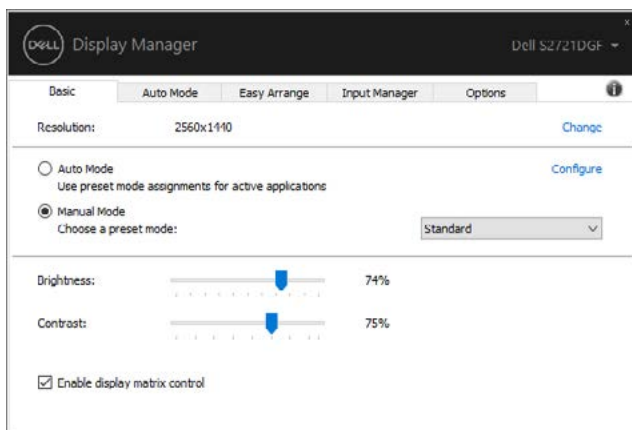 DELL Display Manager Dell S2721DGF
x
Basic Auto Mode Easy Arrange Input Manager Options
Resolution: 2560x1440 Change
Auto Mode Configure
Use preset mode assignments for active applications
Manual Mode
Choose a preset mode: Standard
Brightness: 74%
Contrast: 75%
Enable display matrix control